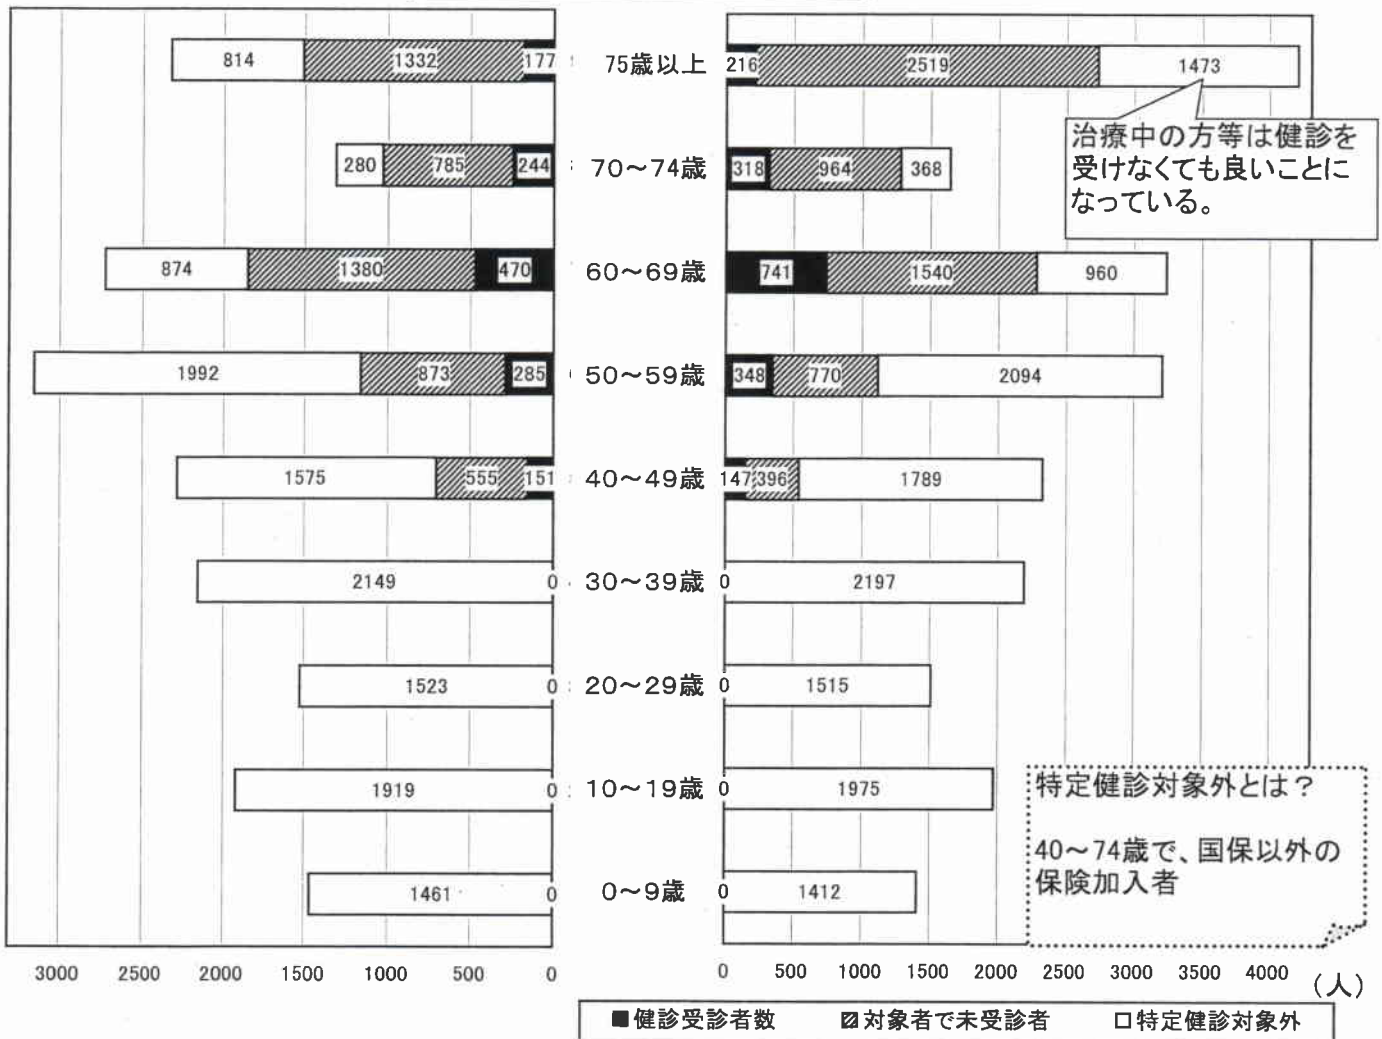 814 1332 177 75歳以上 216 2519 1473
治療中の方等は健診を
受けなくても良いことに
なっている。
280 785 244 70～74歳 318 964 368
874 1380 470 60～69歳 741 1540 960
1992 873 285 50～59歳 348 770 2094
1575 555 151 40～49歳 147 396 1789
2149 0 30～39歳 0 2197
1523 0 20～29歳 0 1515
1919 0 10～19歳 0 1975
特定健診対象外とは？
40～74歳で、国保以外の
保険加入者
1461 0 0～9歳 0 1412
3000 2500 2000 1500 1000 500 0 0 500 1000 1500 2000 2500 3000 3500 4000 (人)
■健診受診者数 対象者で未受診者 □特定健診対象外